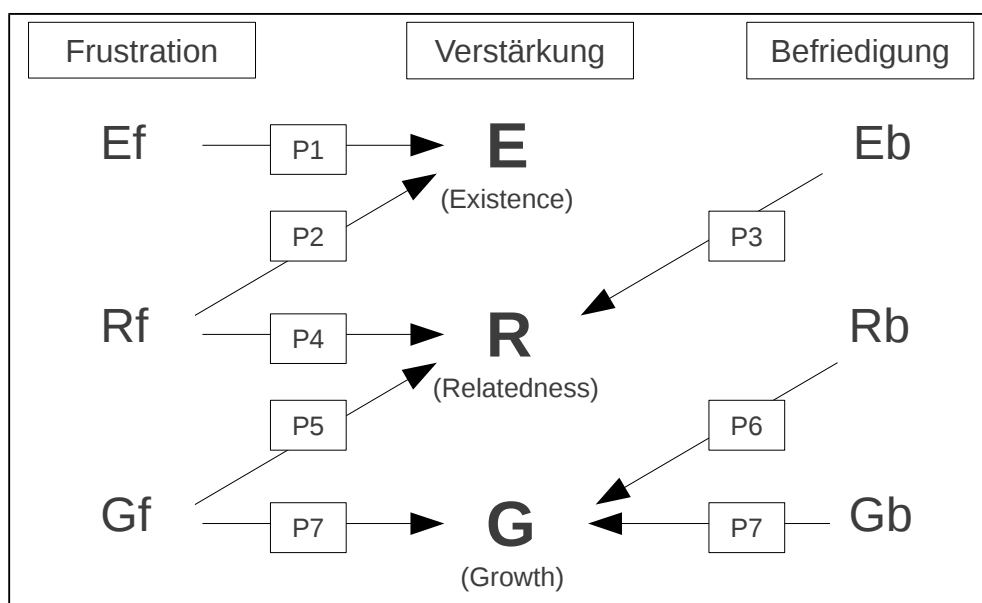 Frustration
Verstärkung
Befriedigung
Ef
P1
E
Eb
(Existence)
P2
P3
Rf
P4
R
Rb
(Relatedness)
P5
P6
Gf
P7
G
P7
Gb
(Growth)